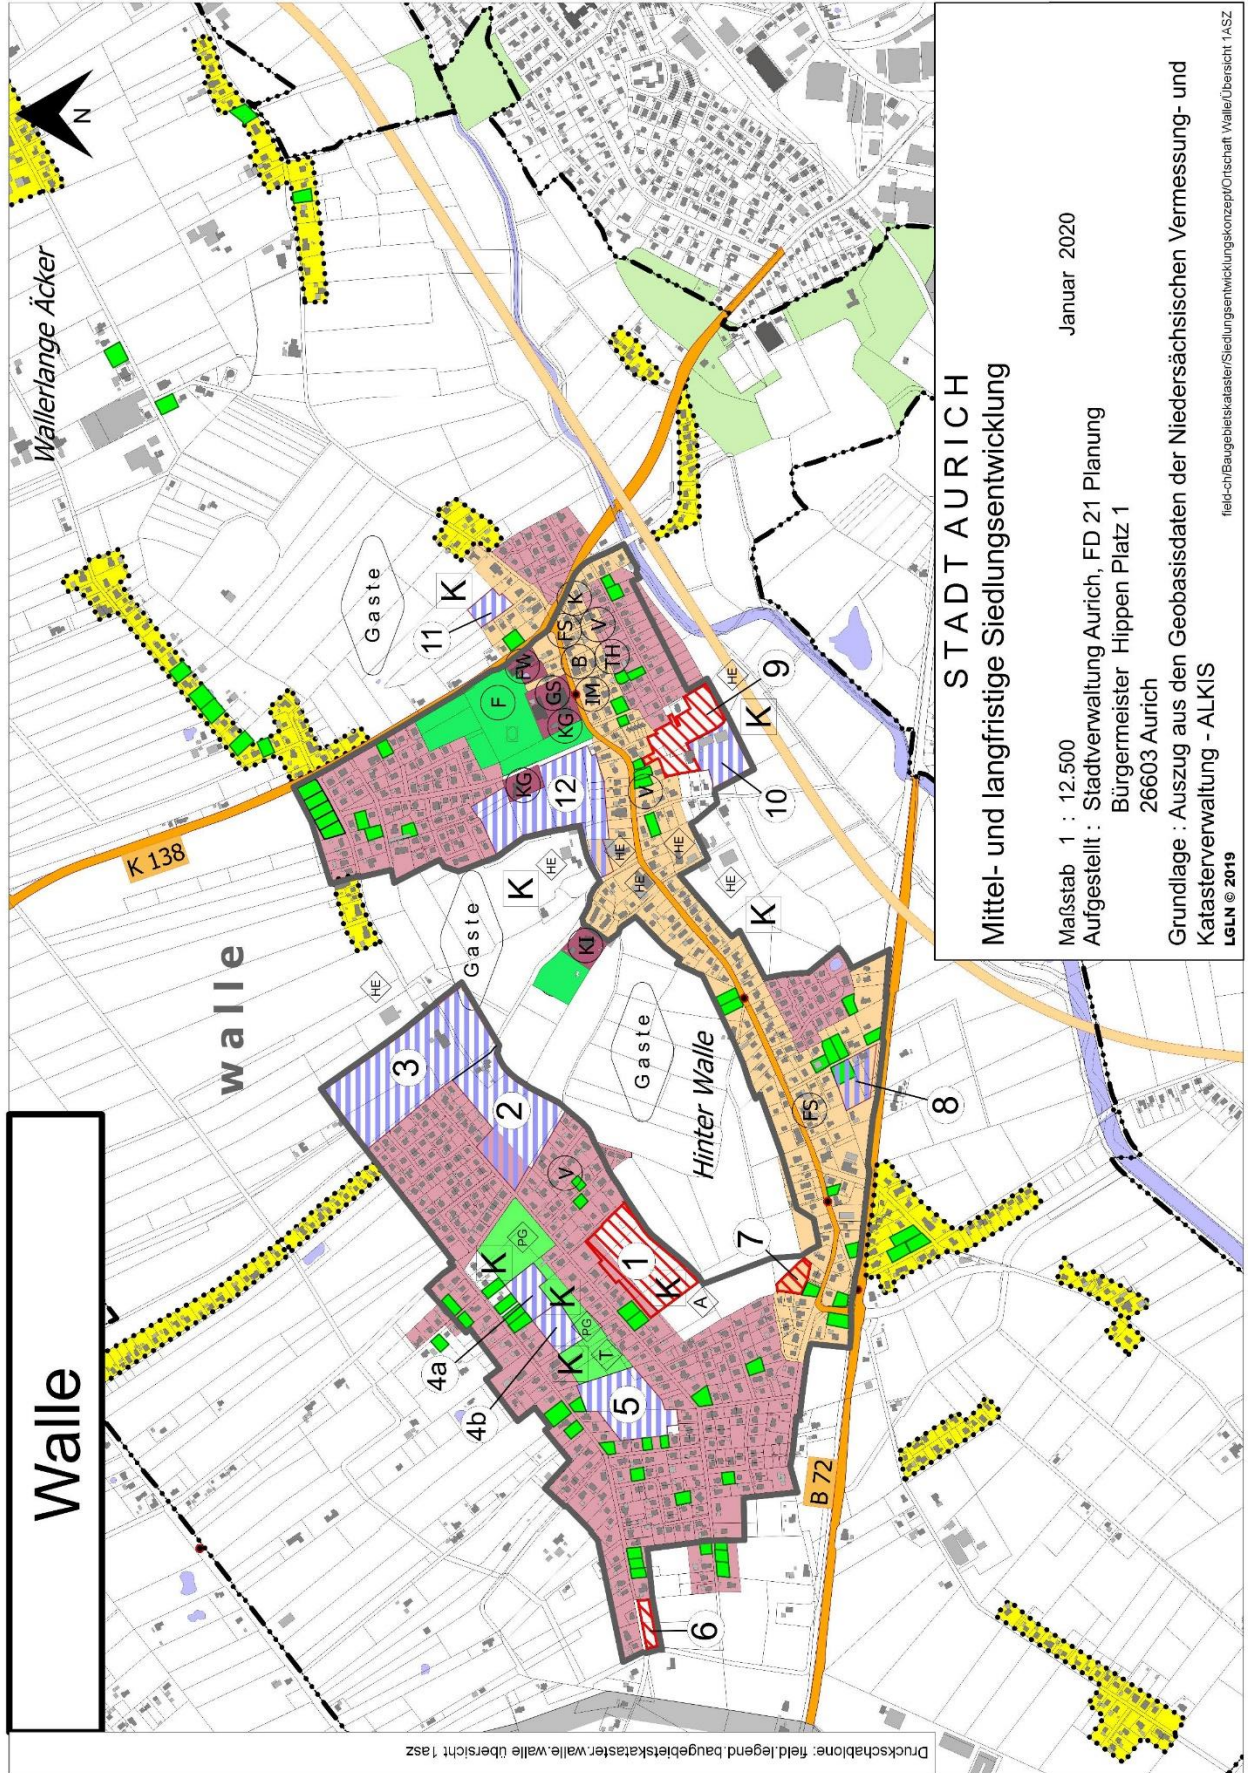 Walle
N
Wallerlange Äcker
walle
K 138
HE
3
2
Gaste
K
HE
KG
12
F
FW
11
K
Gaste
KG
GS
IM
B
FS
K
TH
V
HE
HE
HE
V
HE
K
KI
Gaste
Hinter Walle
4a
4b
K
PG
K
PG
K
T
V
1
K
A
5
6
7
FS
8
9
10
HE
K
B 72
STADT AURICH
Mittel- und langfristige Siedlungsentwicklung
Maßstab 1 : 12.500 Januar 2020
Aufgestellt : Stadtverwaltung Aurich, FD 21 Planung
Bürgermeister Hippen Platz 1
26603 Aurich
Grundlage : Auszug aus den Geobasisdaten der Niedersächsischen Vermessung- und
Katasterverwaltung - ALKIS
LGLN © 2019
field-ch/Baugebietskataster/Siedlungsentwicklungskonzept/Ortschaft Walle/Übersicht 1ASZ
Druckschablone: field.legend.baugebietskataster.walle.walle übersicht 1asz